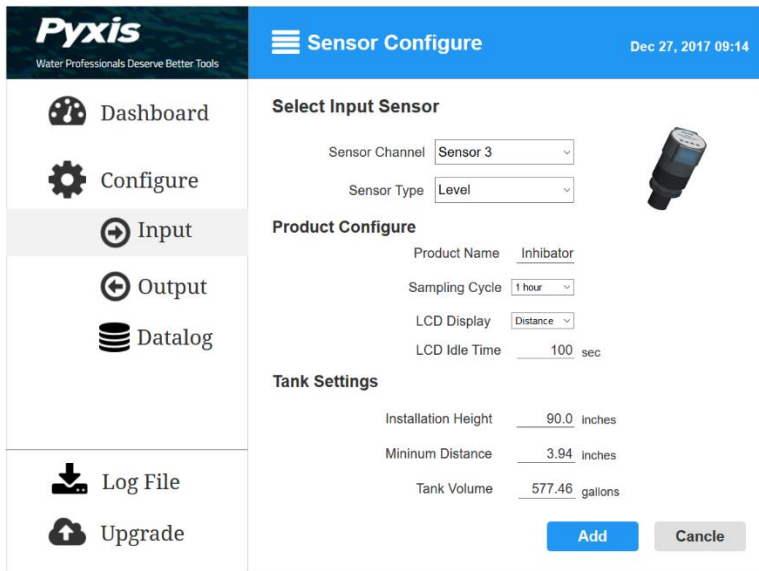 Pyxis
Water Professionals Deserve Better Tools
Sensor Configure
Dec 27, 2017 09:14
Dashboard
Configure
Input
Output
Datalog
Log File
Upgrade
Select Input Sensor
Sensor Channel Sensor 3
Sensor Type Level
Product Configure
Product Name Inhibator
Sampling Cycle 1 hour
LCD Display Distance
LCD Idle Time 100 sec
Tank Settings
Installation Height 90.0 inches
Mininum Distance 3.94 inches
Tank Volume 577.46 gallons
Add Cancle